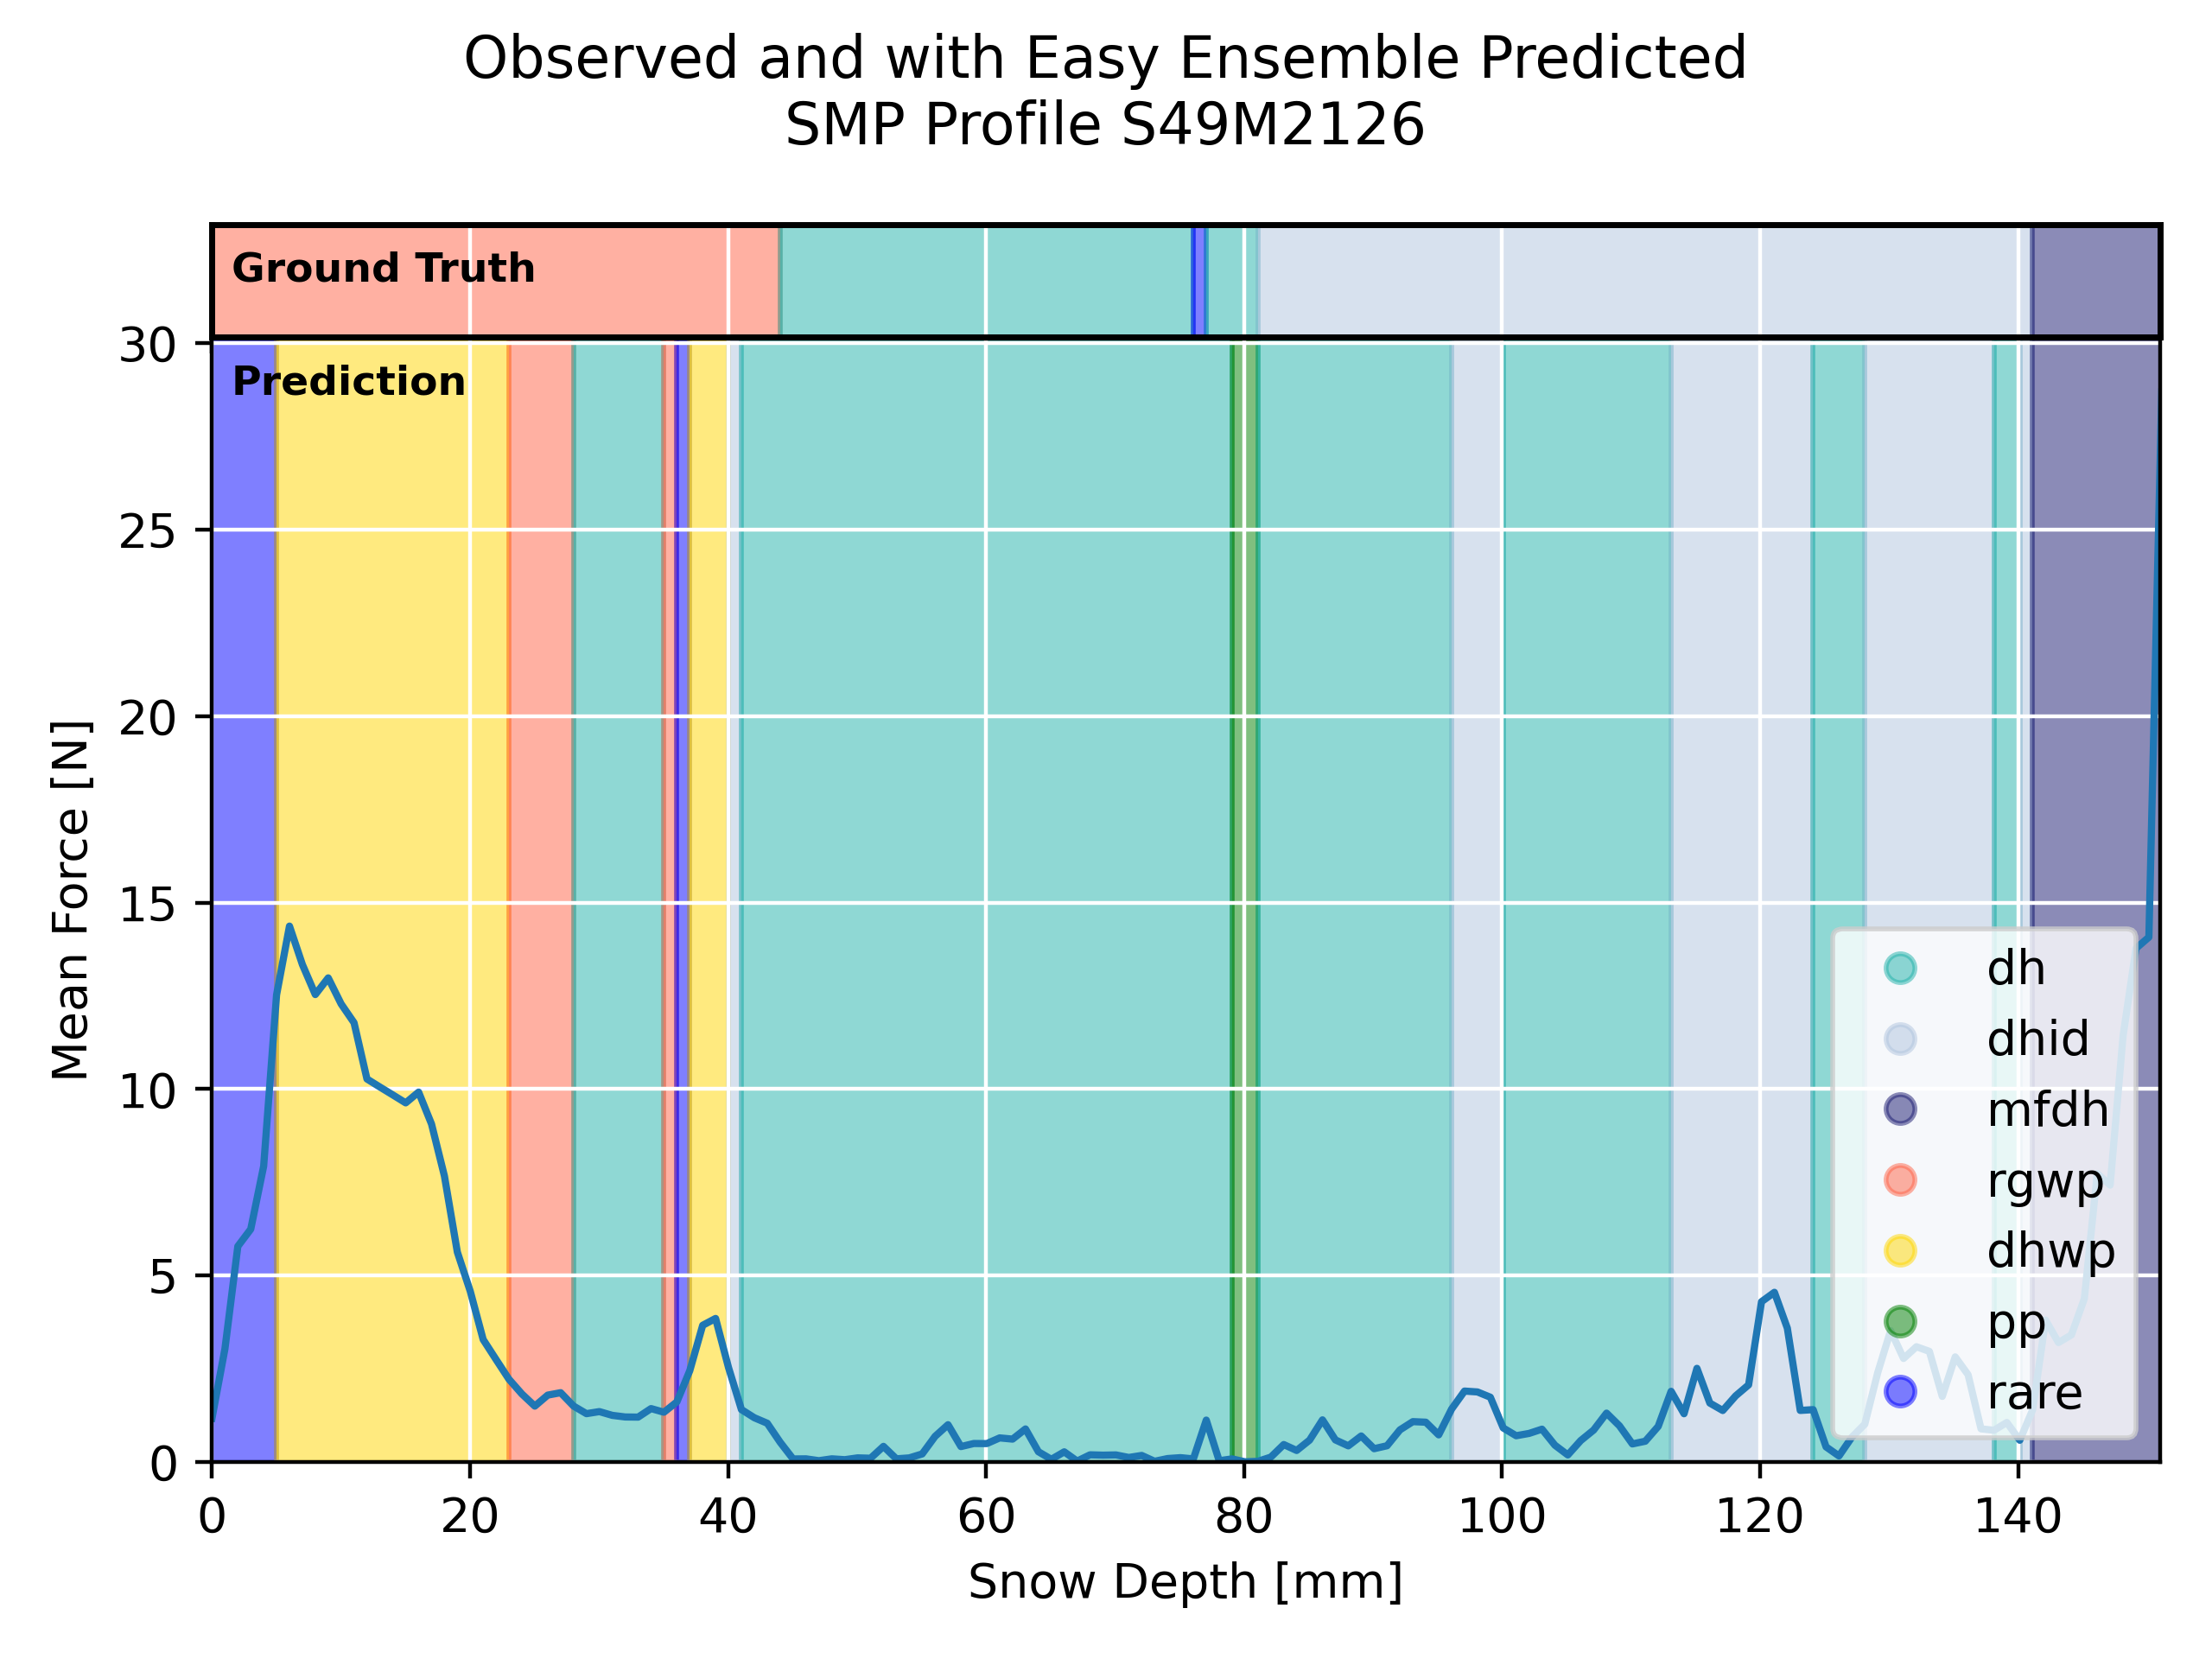 Observed and with Easy Ensemble Predicted
SMP Profile S49M2126
Ground Truth
Prediction
30
25
20
15
10
5
0
Mean Force [N]
dh
dhid
mfdh
rgwp
dhwp
pp
rare
0 20 40 60 80 100 120 140
Snow Depth [mm]